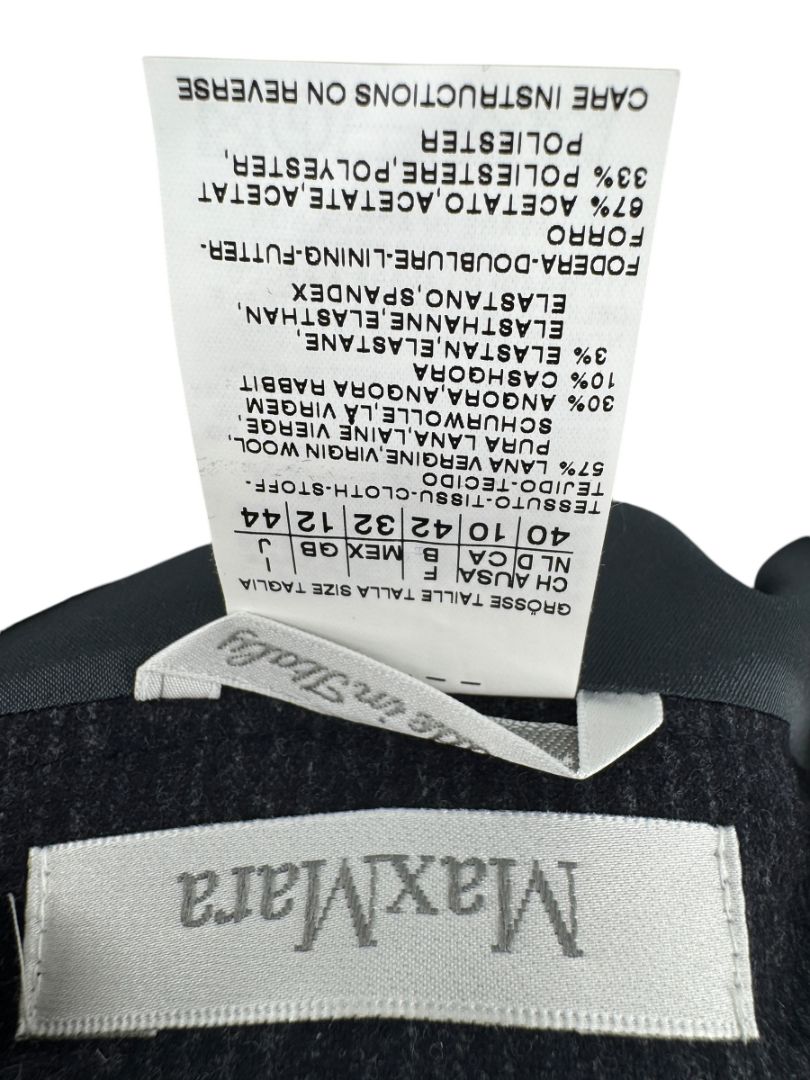 MaxMara
in Italy
GRÖSSE TAILLE TALLA SIZE TAGLIA
CH A|USA|F|MEX|GB|I
NL D|CA|B|J
40|10|42|32|12|44
TESSUTO-TISSU-CLOTH-STOFF-
TEJIDO-TECIDO
57% LANA VERGINE,VIRGIN WOOL,
PURA LANA,LAINE VIERGE,
SCHURWOLLE,LÃ VIRGEM
30% ANGORA,ANGORA RABBIT
10% CASHGORA
3% ELASTAN,ELASTANE,
ELASTHANNE,ELASTHAN,
ELASTANO,SPANDEX
FODERA-DOUBLURE-LINING-FUTTER-
FORRO
67% ACETATO,ACETATE,ACETAT
33% POLIESTERE,POLYESTER,
POLIESTER
CARE INSTRUCTIONS ON REVERSE